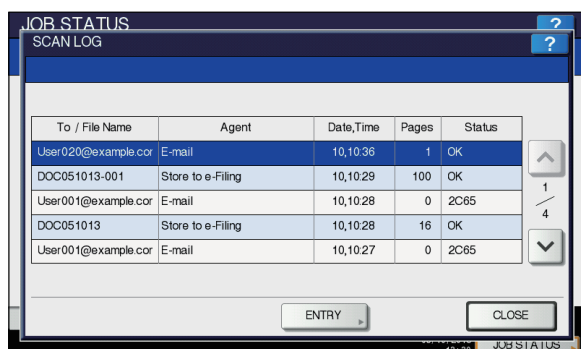 JOB STATUS ?
SCAN LOG ?
To / File Name Agent Date,Time Pages Status
User020@example.cor E-mail 10,10:36 1 OK
DOC051013-001 Store to e-Filing 10,10:29 100 OK
User001@example.cor E-mail 10,10:28 0 2C65
DOC051013 Store to e-Filing 10,10:28 16 OK
User001@example.cor E-mail 10,10:27 0 2C65
1
/
4
ENTRY CLOSE
JOB STATUS